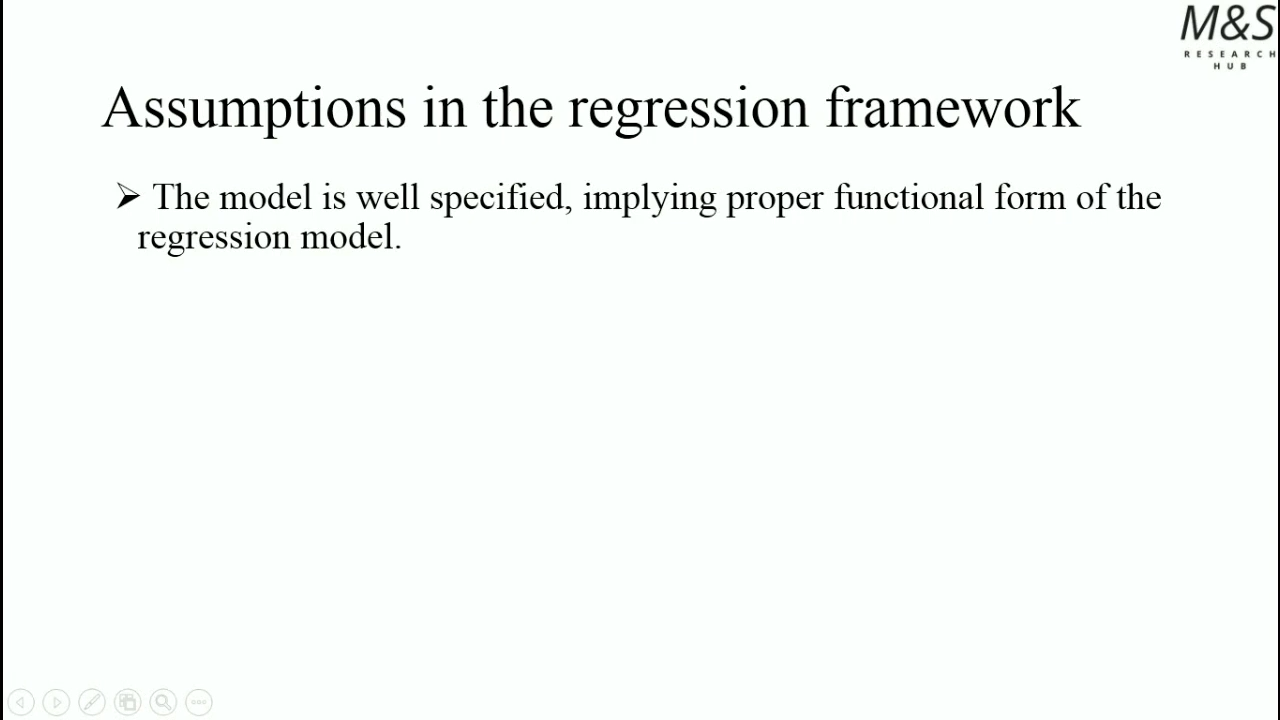 M&S
RESEARCH
HUB
Assumptions in the regression framework
➢ The model is well specified, implying proper functional form of the
regression model.